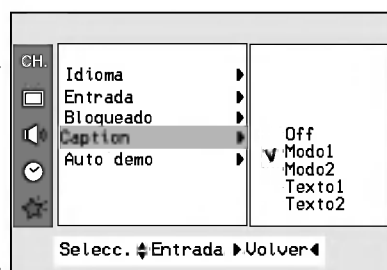 CH.
Idioma
Entrada
Bloqueado
Caption
Auto demo
Off
Modo1
Modo2
Texto1
Texto2
Selecc. Entrada Volver